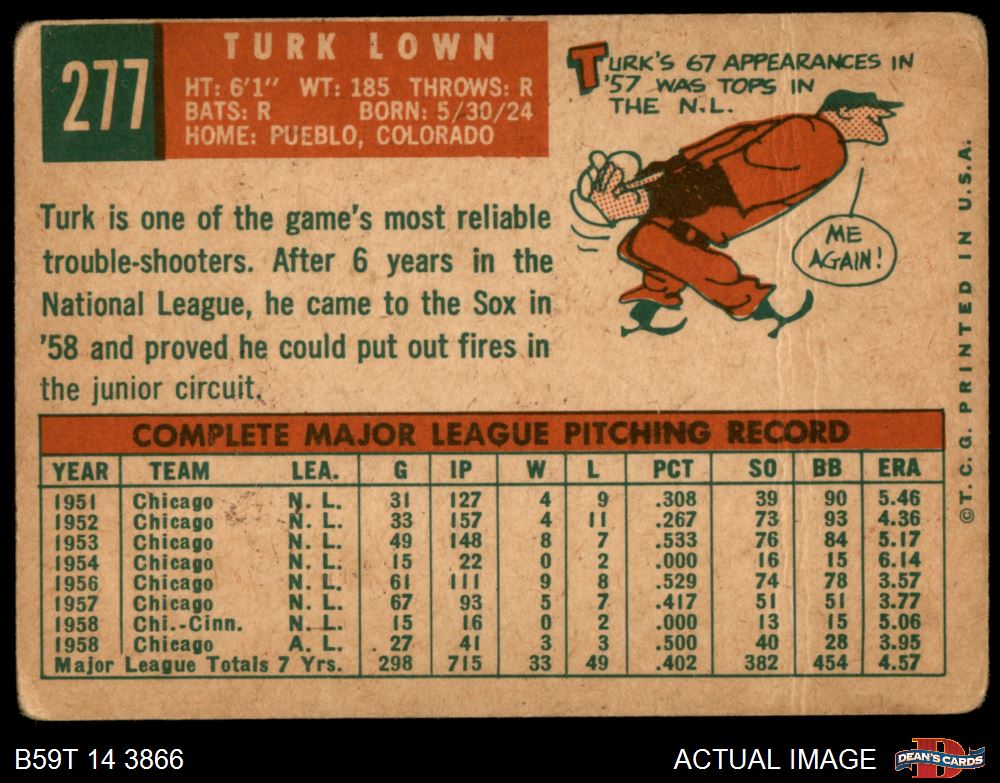 277
TURK LOWN
HT: 6'1" WT: 185 THROWS: R
BATS: R BORN: 5/30/24
HOME: PUEBLO, COLORADO
TURK'S 67 APPEARANCES IN
'57 WAS TOPS IN
THE N.L.
ME
AGAIN!
Turk is one of the game's most reliable
trouble-shooters. After 6 years in the
National League, he came to the Sox in
'58 and proved he could put out fires in
the junior circuit.
COMPLETE MAJOR LEAGUE PITCHING RECORD
YEAR TEAM LEA. G IP W L PCT SO BB ERA
1951 Chicago N. L. 31 127 4 9 .308 39 90 5.46
1952 Chicago N. L. 33 157 4 11 .267 73 93 4.36
1953 Chicago N. L. 49 148 8 7 .533 76 84 5.17
1954 Chicago N. L. 15 22 0 2 .000 16 15 6.14
1956 Chicago N. L. 61 111 9 8 .529 74 78 3.57
1957 Chicago N. L. 67 93 5 7 .417 51 51 3.77
1958 Chi.-Cinn. N. L. 15 16 0 2 .000 13 15 5.06
1958 Chicago A. L. 27 41 3 3 .500 40 28 3.95
Major League Totals 7 Yrs. 298 715 33 49 .402 382 454 4.57
©T. C. G. PRINTED IN U.S.A.
B59T 14 3866
ACTUAL IMAGE
D
DEAN'S CARDS